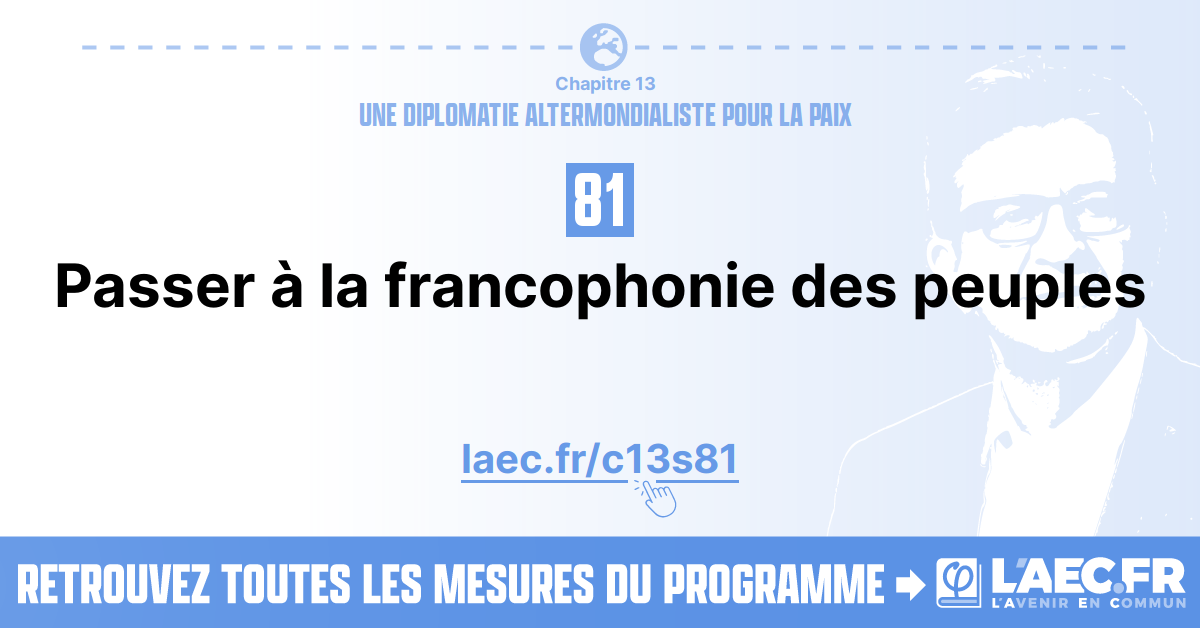 Chapitre 13
UNE DIPLOMATIE ALTERMONDIALISTE POUR LA PAIX
81
Passer à la francophonie des peuples
laec.fr/c13s81
RETROUVEZ TOUTES LES MESURES DU PROGRAMME
φ
L'AEC.FR
L'AVENIR EN COMMUN